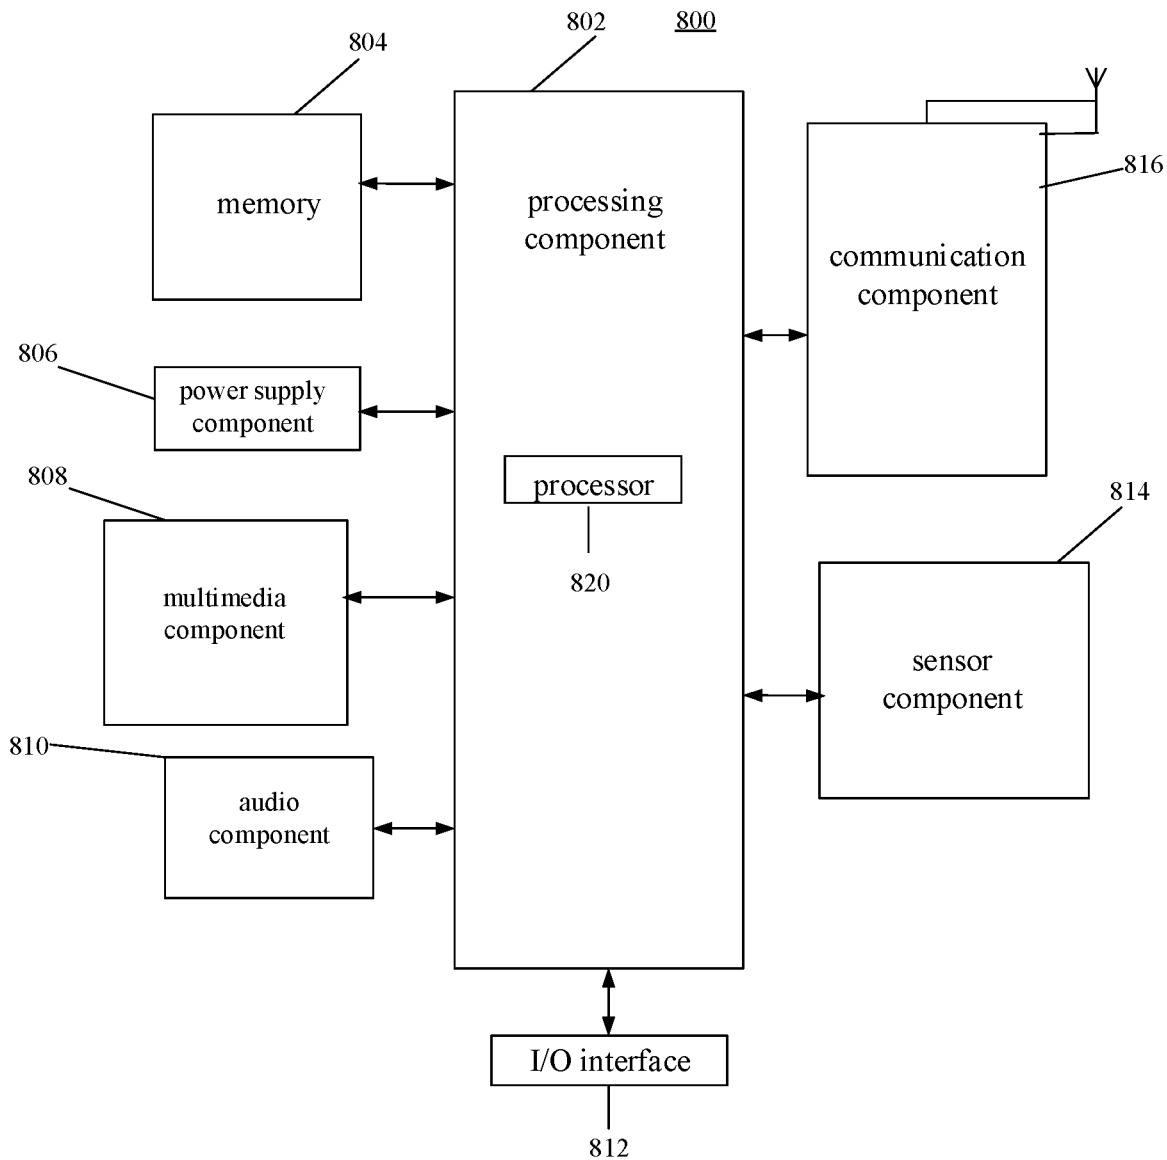 802
800
804
816
memory
processing
component
communication
component
806
power supply
component
808
processor
814
820
multimedia
component
sensor
component
810
audio
component
I/O interface
812